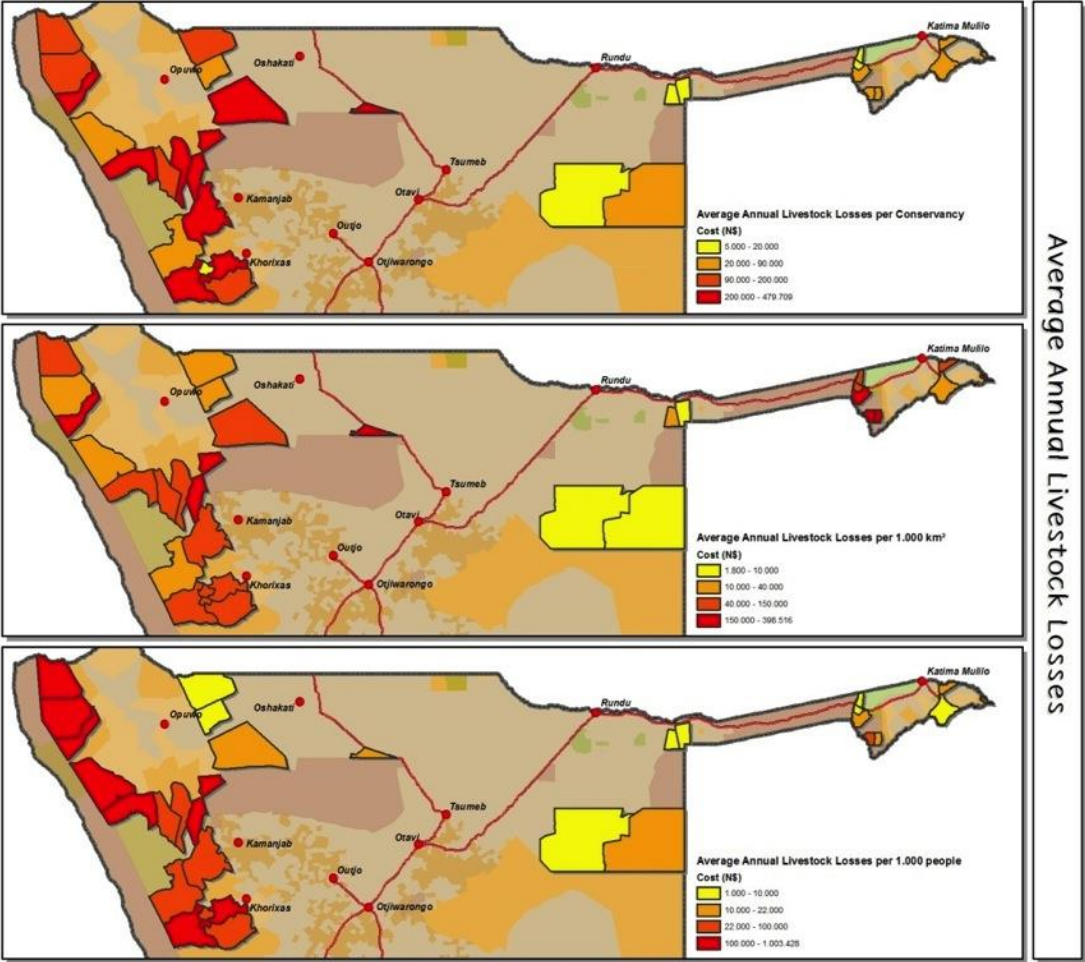 Katima Mulilo
Rundu
Opuwo
Oshakati
Tsumeb
Otavi
Kamanjab
Outjo
Khorixas
Otjiwarongo
Average Annual Livestock Losses per Conservancy
Cost (N$)
5.000 - 20.000
20.000 - 90.000
90.000 - 200.000
200.000 - 479.709
Katima Mulilo
Rundu
Opuwo
Oshakati
Tsumeb
Otavi
Kamanjab
Outjo
Khorixas
Otjiwarongo
Average Annual Livestock Losses per 1.000 km²
Cost (N$)
1.800 - 10.000
10.000 - 40.000
40.000 - 150.000
150.000 - 398.516
Katima Mulilo
Rundu
Opuwo
Oshakati
Tsumeb
Otavi
Kamanjab
Outjo
Khorixas
Otjiwarongo
Average Annual Livestock Losses per 1.000 people
Cost (N$)
1.000 - 10.000
10.000 - 22.000
22.000 - 100.000
100.000 - 1.003.428
Average Annual Livestock Losses